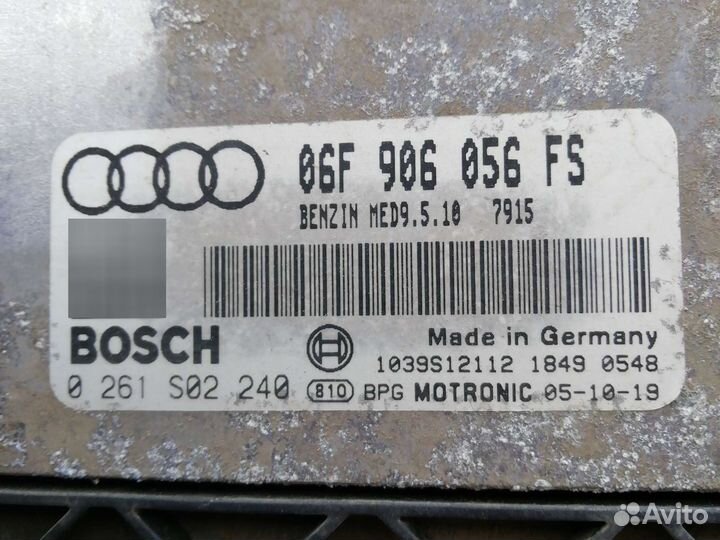 06F 906 056 FS
BENZIN MED9.5.10 7915
BOSCH
Made in Germany
1039S12112 1849 0548
0 261 S02 240
810 BPG MOTRONIC 05-10-19
Avito